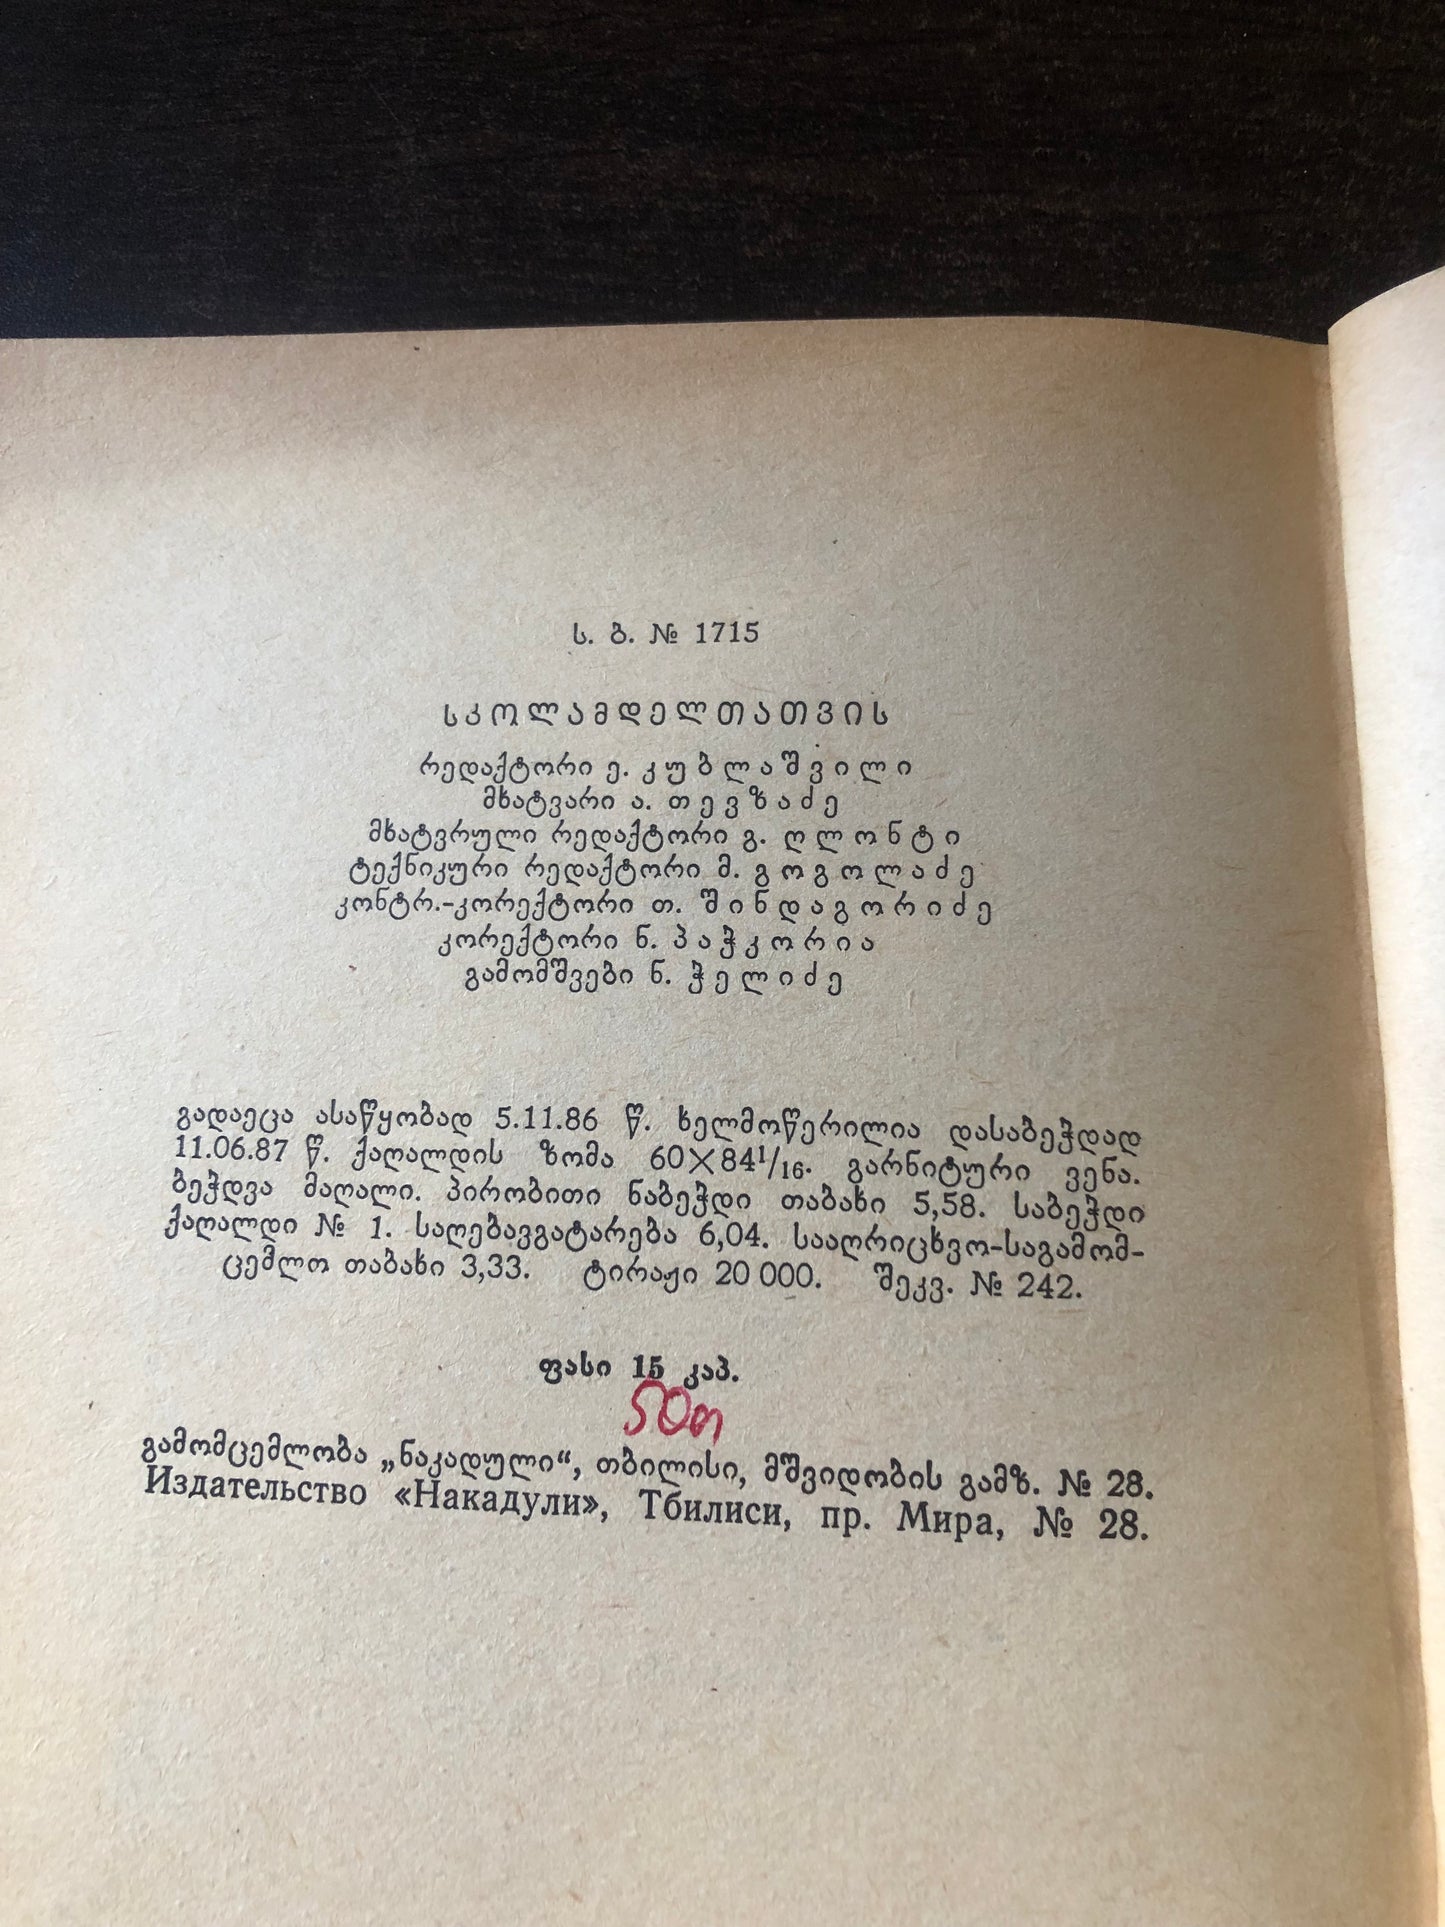 ს. ბ. № 1715
სკოლამდელთათვის
რედაქტორი ე. კუბლაშვილი
მხატვარი ა. თევზაძე
მხატვრული რედაქტორი გ. ღლონტი
ტექნიკური რედაქტორი მ. გოგოლაძე
კონტრ.-კორექტორი თ. შინდაგორიძე
კორექტორი ნ. პაჭკორია
გამომშვები ნ. ჭელიძე
გადაეცა ასაწყობად 5.11.86 წ. ხელმოწერილია დასაბეჭდად
11.06.87 წ. ქაღალდის ზომა 60×84¹/₁₆. გარნიტური ვენა.
ბეჭდვა მაღალი. პირობითი ნაბეჭდი თაბახი 5,58. საბეჭდი
ქაღალდი № 1. საღებავგატარება 6,04. სააღრიცხვო-საგამომ-
ცემლო თაბახი 3,33. ტირაჟი 20 000. შეკვ. № 242.
ფასი 15 კაპ.
50თ
გამომცემლობა „ნაკადული“, თბილისი, მშვიდობის გამზ. № 28.
Издательство «Накадули», Тбилиси, пр. Мира, № 28.